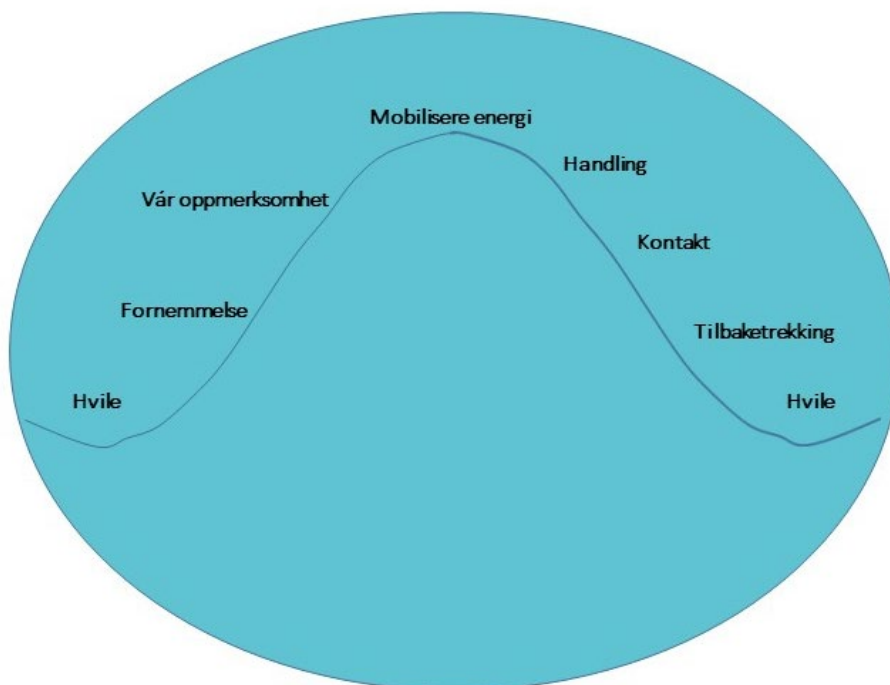 Mobilisere energi
Handling
Vár oppmerksomhet
Kontakt
Fornemmelse
Tilbaketrekking
Hvile
Hvile